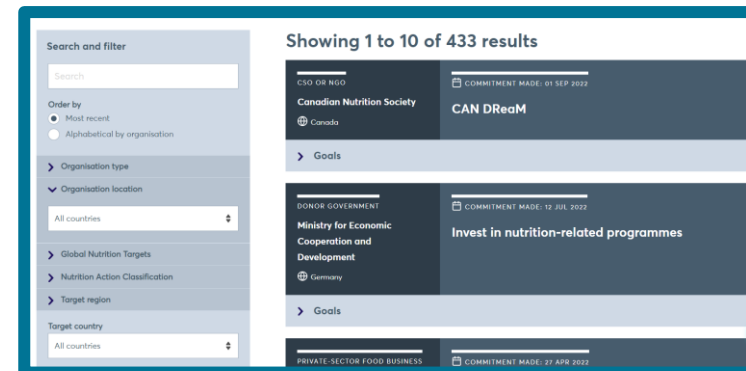 Search and filter
Search
Order by
Most recent
Alphabetical by organisation
Organisation type
Organisation location
All countries
Global Nutrition Targets
Nutrition Action Classification
Target region
Target country
All countries
Showing 1 to 10 of 433 results
CSO OR NGO
Canadian Nutrition Society
Canada
COMMITMENT MADE: 01 SEP 2022
CAN DReaM
Goals
DONOR GOVERNMENT
Ministry for Economic
Cooperation and
Development
Germany
COMMITMENT MADE: 12 JUL 2022
Invest in nutrition-related programmes
Goals
PRIVATE-SECTOR FOOD BUSINESS
COMMITMENT MADE: 27 APR 2022